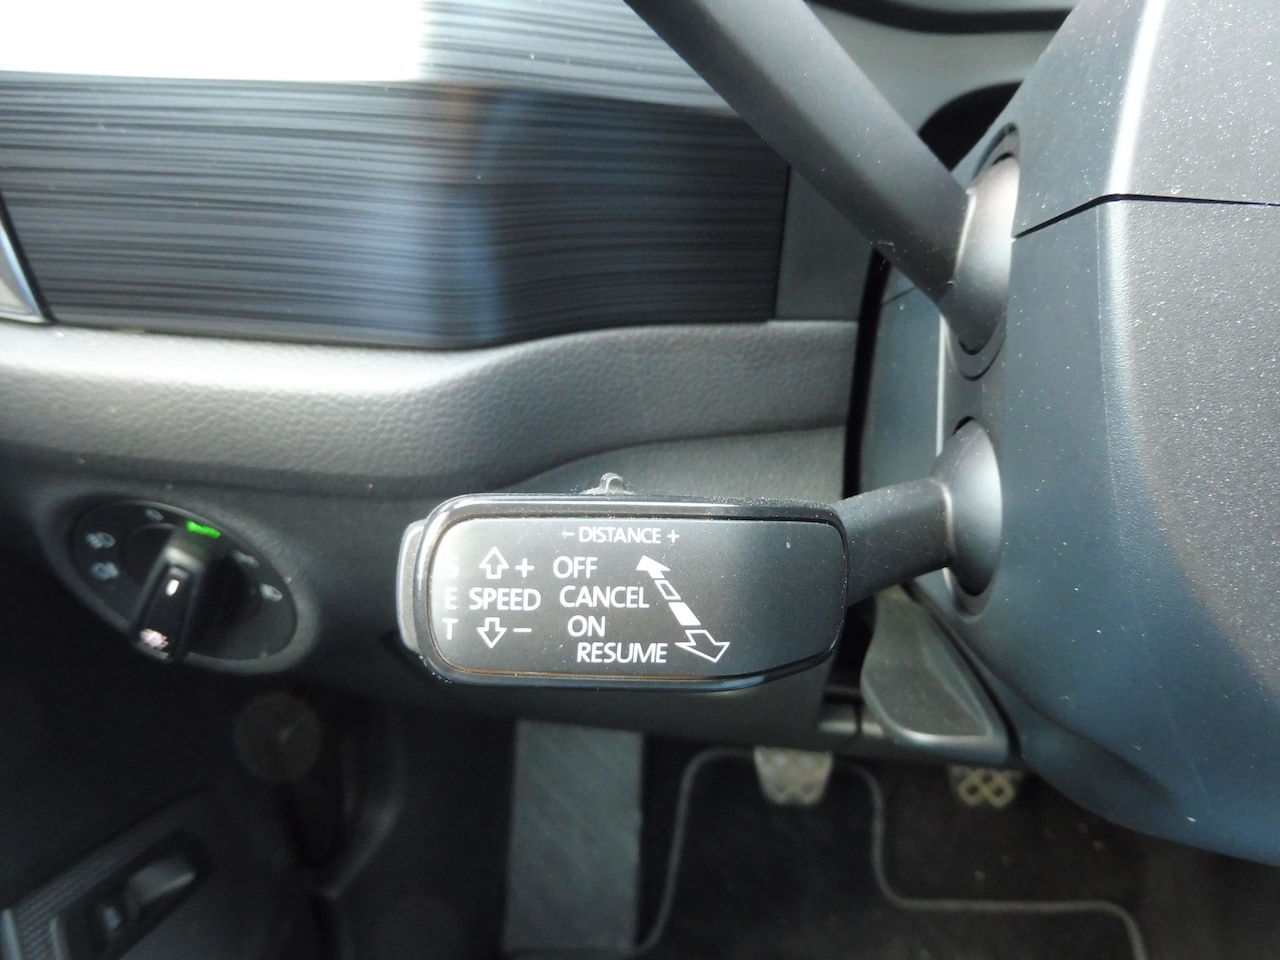 – DISTANCE +
S + OFF
E SPEED CANCEL
T – ON
RESUME